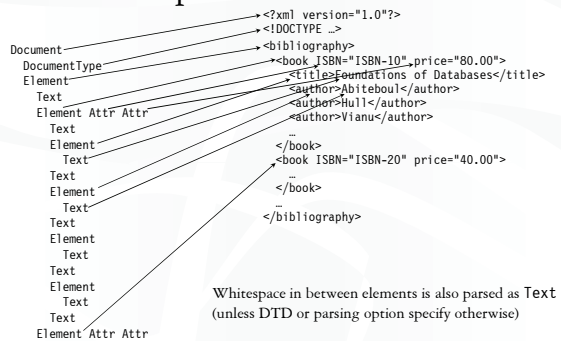 Document
DocumentType
Element
Text
Element Attr Attr
Text
Element
Text
Text
Element
Text
Text
Element
Text
Text
Element
Text
Text
Element Attr Attr
<?xml version="1.0"?>
<!DOCTYPE …>
<bibliography>
<book ISBN="ISBN-10" price="80.00">
<title>Foundations of Databases</title>
<author>Abiteboul</author>
<author>Hull</author>
<author>Vianu</author>
…
</book>
<book ISBN="ISBN-20" price="40.00">
…
</book>
…
</bibliography>
Whitespace in between elements is also parsed as Text
(unless DTD or parsing option specify otherwise)